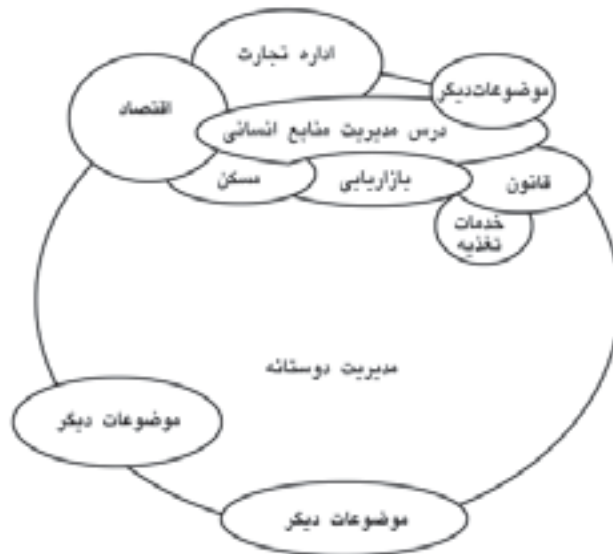 اداره تجارت
موضوعات دیگر
اقتصاد
درس مدیریت منابع انسانی
مسکن
بازاریابی
قانون
خدمات
تغذیه
مدیریت دوستانه
موضوعات دیگر
موضوعات دیگر